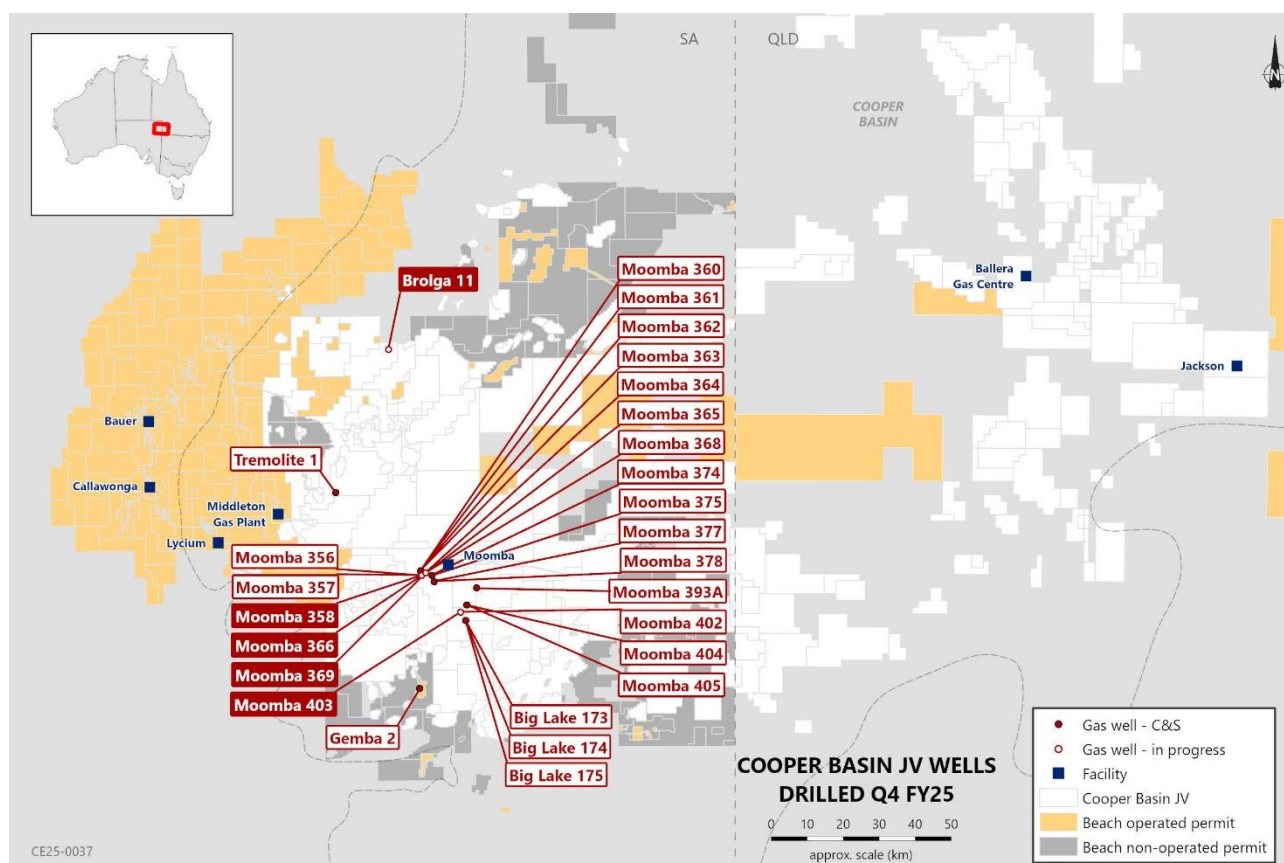 SA
QLD
N
COOPER
BASIN
Brolga 11
Moomba 360
Moomba 361
Moomba 362
Moomba 363
Moomba 364
Moomba 365
Moomba 368
Moomba 374
Moomba 375
Moomba 377
Moomba 378
Moomba 393A
Moomba 402
Moomba 404
Moomba 405
Ballera
Gas Centre
Jackson
Bauer
Tremolite 1
Callawonga
Middleton
Gas Plant
Lycium
Moomba
Moomba 356
Moomba 357
Moomba 358
Moomba 366
Moomba 369
Moomba 403
Gemba 2
Big Lake 173
Big Lake 174
Big Lake 175
COOPER BASIN JV WELLS
DRILLED Q4 FY25
0 10 20 30 40 50
approx. scale (km)
Gas well - C&S
Gas well - in progress
Facility
Cooper Basin JV
Beach operated permit
Beach non-operated permit
CE25-0037